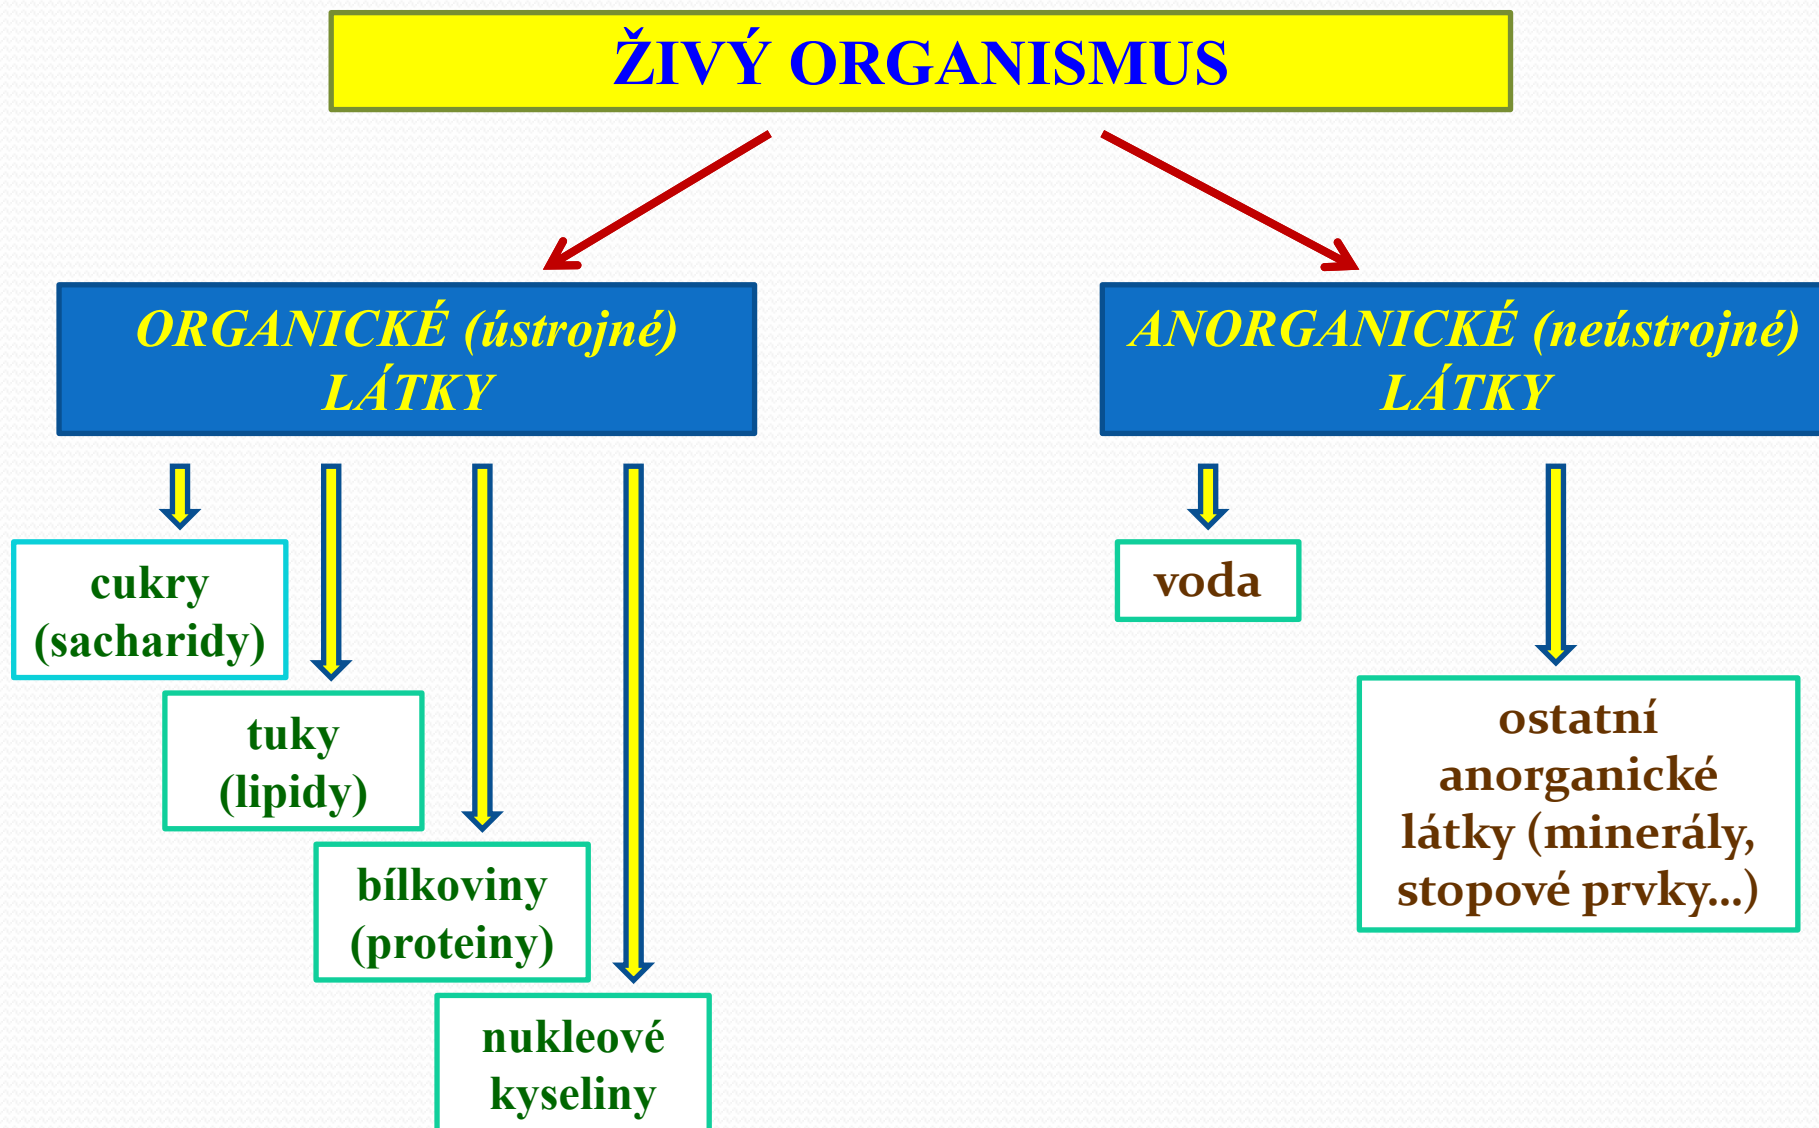 ŽIVÝ ORGANISMUS
ORGANICKÉ (ústrojné)
LÁTKY
ANORGANICKÉ (neústrojné)
LÁTKY
cukry
(sacharidy)
tuky
(lipidy)
bílkoviny
(proteiny)
nukleové
kyseliny
voda
ostatní
anorganické
látky (minerály,
stopové prvky...)